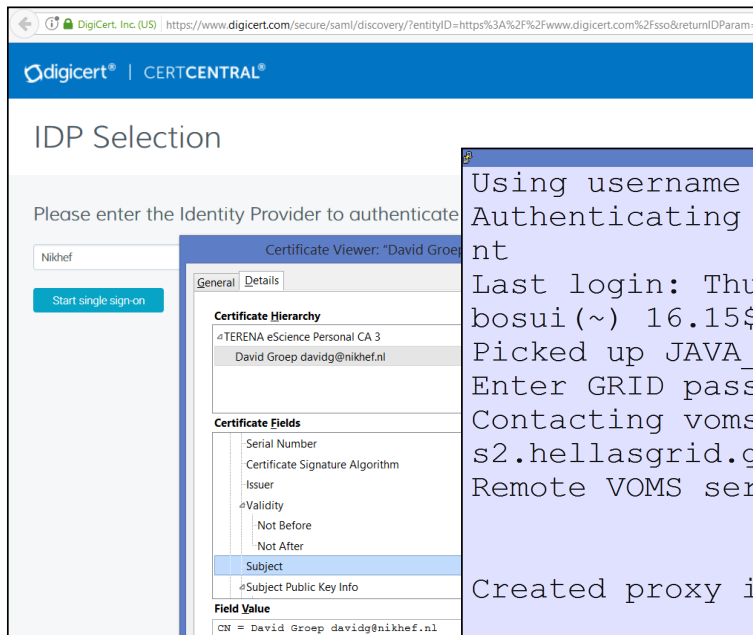 DigiCert, Inc. (US) https://www.digicert.com/secure/saml/discovery/?entityID=https%3A%2F%2Fwww.digicert.com%2Fsso&returnIDParam=
digicert® | CERTCENTRAL®
IDP Selection
Please enter the Identity Provider to authenticate
Nikhef
Start single sign-on
Certificate Viewer: "David Groep
General Details
Certificate Hierarchy
TERENA eScience Personal CA 3
David Groep davidg@nikhef.nl
Certificate Fields
Serial Number
Certificate Signature Algorithm
Issuer
Validity
Not Before
Not After
Subject
Subject Public Key Info
Field Value
CN = David Groep davidg@nikhef.nl
Using username
Authenticating
nt
Last login: Thu
bosui(~) 16.15$
Picked up JAVA_
Enter GRID pass
Contacting voms
s2.hellasgrid.g
Remote VOMS ser
Created proxy i